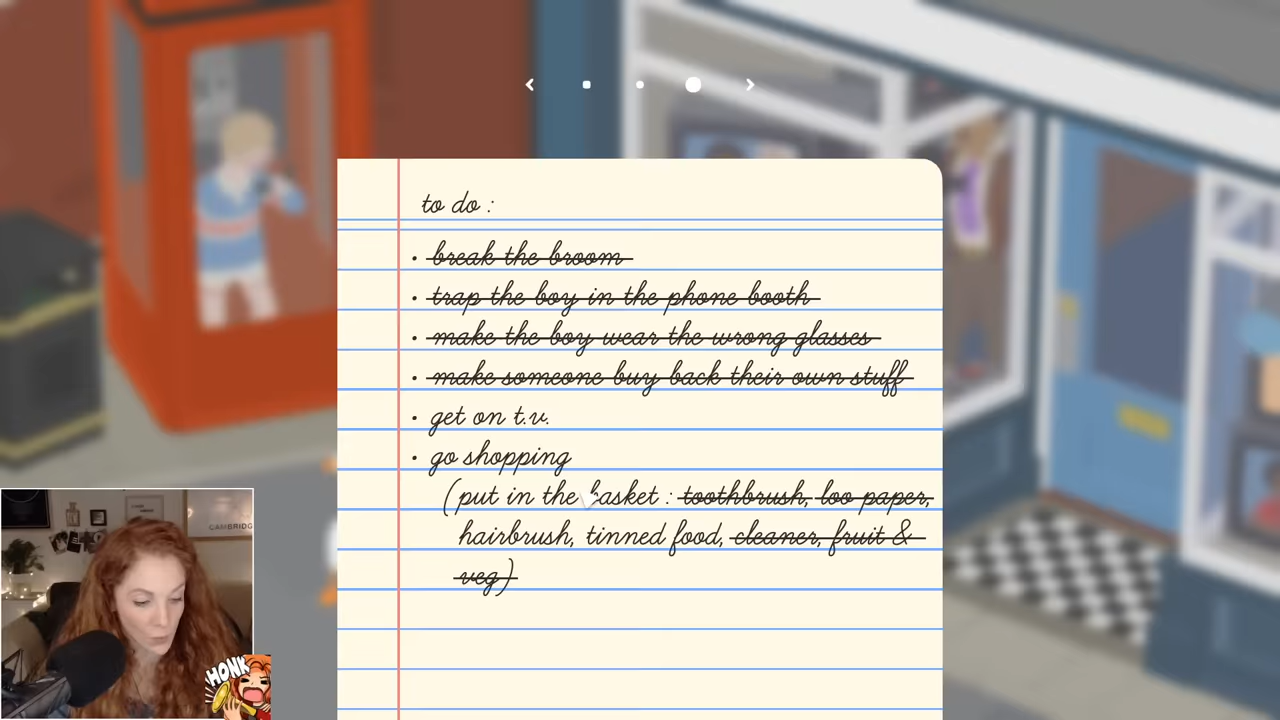 to do :
• break the broom
• trap the boy in the phone booth
• make the boy wear the wrong glasses
• make someone buy back their own stuff
• get on t.v.
• go shopping
(put in the basket : toothbrush, loo paper,
hairbrush, tinned food, cleaner, fruit &
veg)
CAMBRIDG
HONK